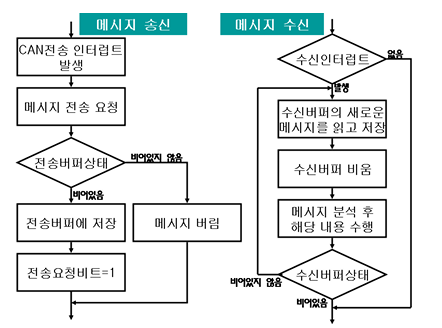 메시지 송신
CAN전송 인터럽트
발생
메시지 전송 요청
전송버퍼상태
비어있지 않음
비어있음
전송버퍼에 저장
메시지 버림
전송요청비트=1
메시지 수신
수신인터럽트
없음
발생
수신버퍼의 새로운
메시지를 읽고 저장
수신버퍼 비움
메시지 분석 후
해당 내용 수행
수신버퍼상태
비어있지 않음
비어있음